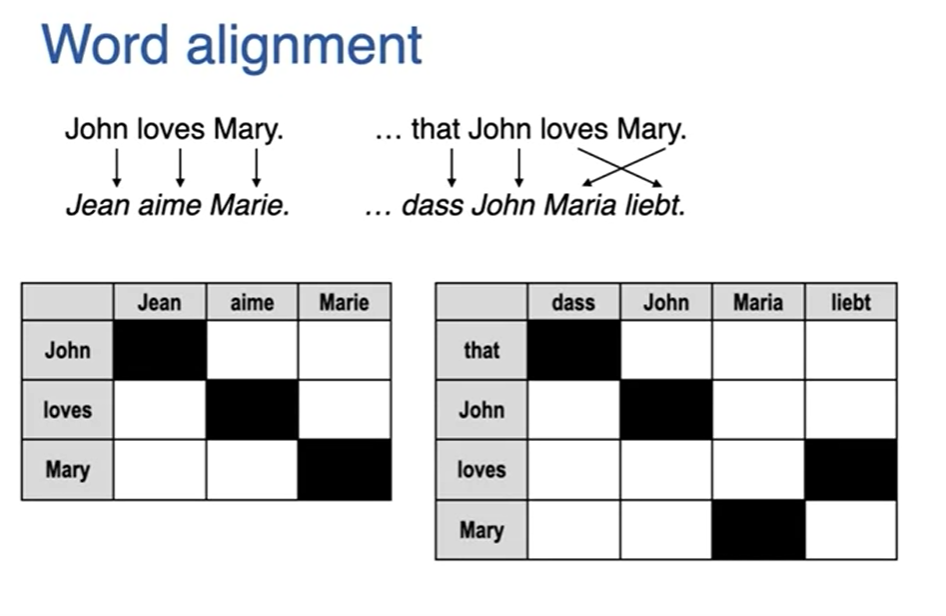 Word alignment
John loves Mary.
Jean aime Marie.
… that John loves Mary.
… dass John Maria liebt.
Jean aime Marie
John
loves
Mary
dass John Maria liebt
that
John
loves
Mary